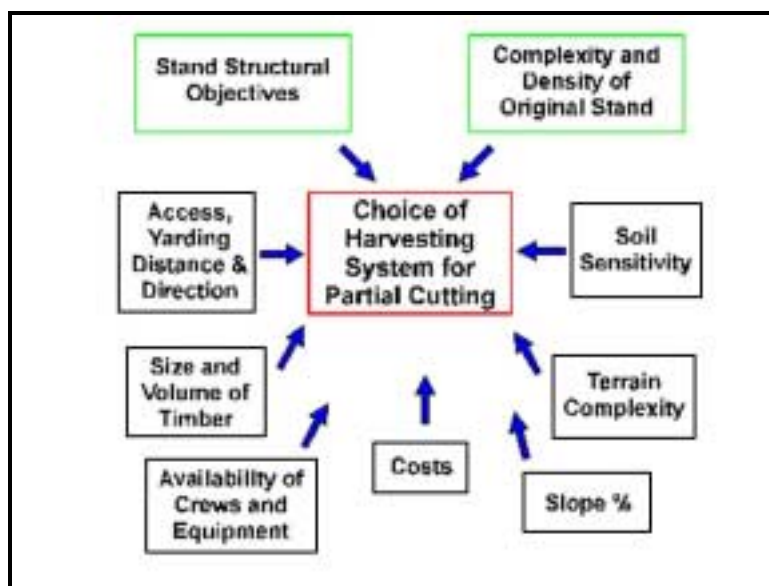 Stand Structural
Objectives
Complexity and
Density of
Original Stand
Access,
Yarding
Distance &
Direction
Choice of
Harvesting
System for
Partial Cutting
Soil
Sensitivity
Size and
Volume of
Timber
Terrain
Complexity
Availability of
Crews and
Equipment
Costs
Slope %